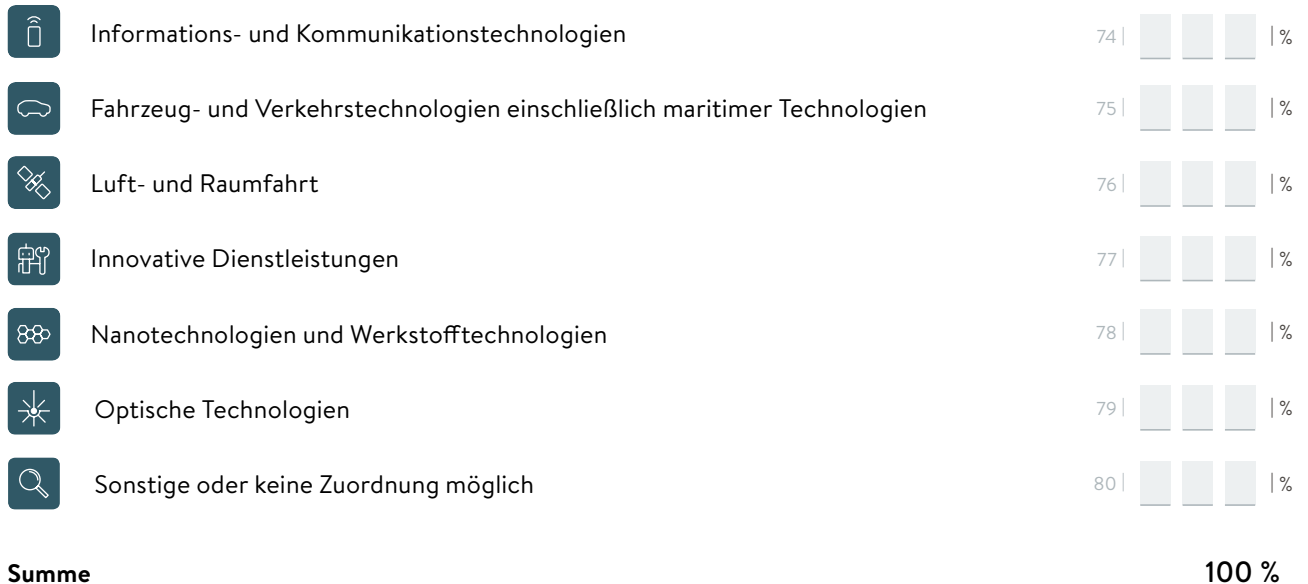 Informations- und Kommunikationstechnologien 74 | | %
Fahrzeug- und Verkehrstechnologien einschließlich maritimer Technologien 75 | | %
Luft- und Raumfahrt 76 | | %
Innovative Dienstleistungen 77 | | %
Nanotechnologien und Werkstofftechnologien 78 | | %
Optische Technologien 79 | | %
Sonstige oder keine Zuordnung möglich 80 | | %
Summe 100 %